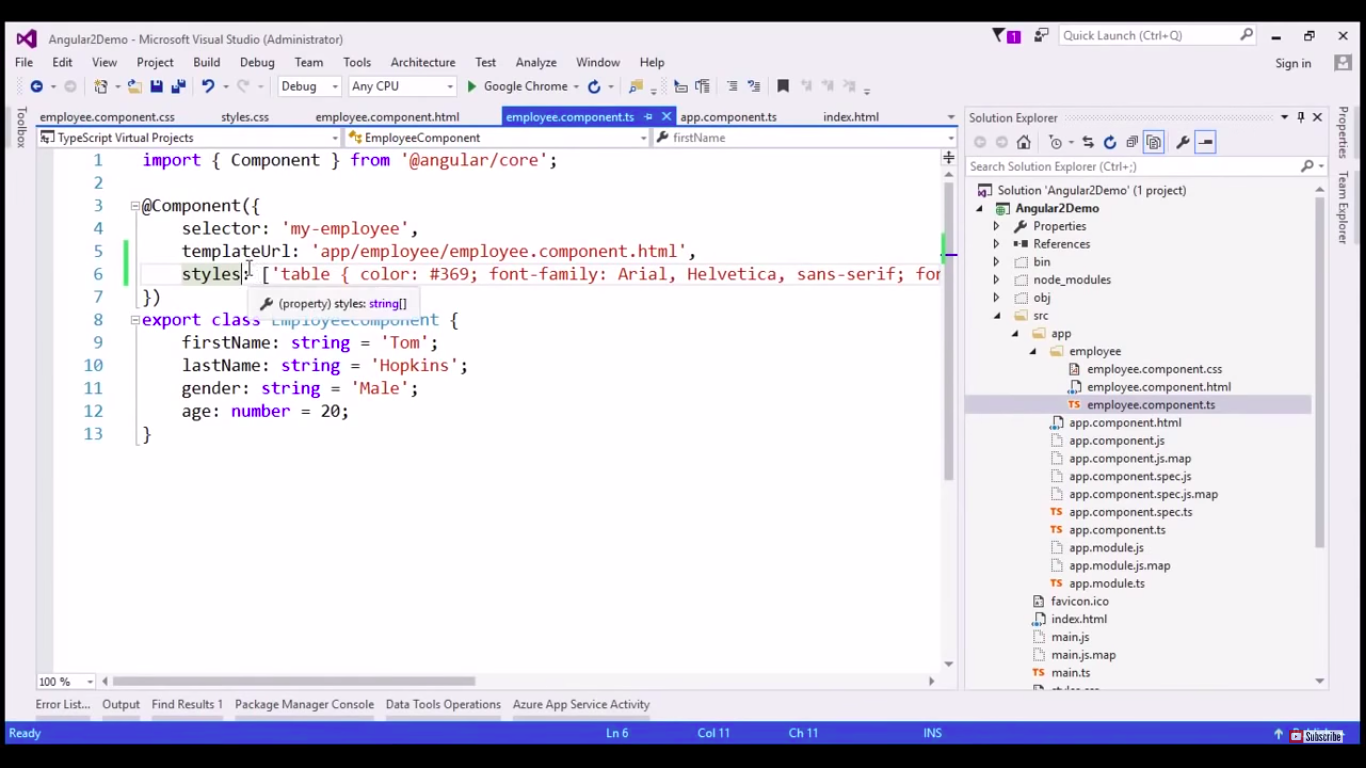 Angular2Demo - Microsoft Visual Studio (Administrator)
1
Quick Launch (Ctrl+Q)
File Edit View Project Build Debug Team Tools Architecture Test Analyze Window Help
Sign in
Debug Any CPU Google Chrome
Toolbox
employee.component.css styles.css employee.component.html employee.component.ts app.component.ts index.html
TypeScript Virtual Projects EmployeeComponent firstName
1 import { Component } from '@angular/core';
2
3 @Component({
4 selector: 'my-employee',
5 templateUrl: 'app/employee/employee.component.html',
6 styles: ['table { color: #369; font-family: Arial, Helvetica, sans-serif; fon
7 })
(property) styles: string[]
8 export class EmployeeComponent {
9 firstName: string = 'Tom';
10 lastName: string = 'Hopkins';
11 gender: string = 'Male';
12 age: number = 20;
13 }
100 %
Solution Explorer
Search Solution Explorer (Ctrl+;)
Solution 'Angular2Demo' (1 project)
Angular2Demo
Properties
References
bin
node_modules
obj
src
app
employee
employee.component.css
employee.component.html
employee.component.ts
app.component.html
app.component.js
app.component.js.map
app.component.spec.js
app.component.spec.js.map
app.component.spec.ts
app.component.ts
app.module.js
app.module.js.map
app.module.ts
favicon.ico
index.html
main.js
main.js.map
main.ts
Properties
Team Explorer
Error List... Output Find Results 1 Package Manager Console Data Tools Operations Azure App Service Activity
Ready Ln 6 Col 11 Ch 11 INS
Subscribe